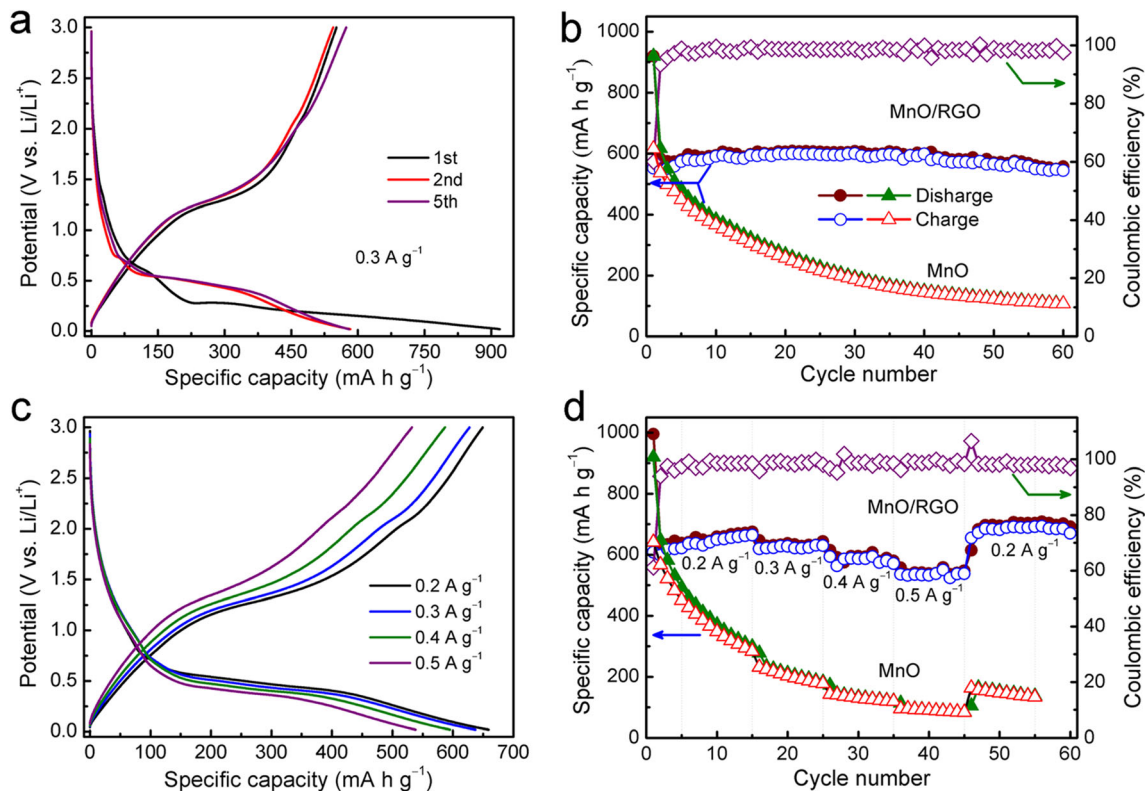 a
3.0
2.5
2.0
1.5
1.0
0.5
0.0
Potential (V vs. Li/Li⁺)
1st
2nd
5th
0.3 A g⁻¹
0 150 300 450 600 750 900
Specific capacity (mA h g⁻¹)
b
1000
800
600
400
200
0
Specific capacity (mA h g⁻¹)
MnO/RGO
Disharge
Charge
MnO
100
80
60
40
20
0
Coulombic efficiency (%)
0 10 20 30 40 50 60
Cycle number
c
3.0
2.5
2.0
1.5
1.0
0.5
0.0
Potential (V vs. Li/Li⁺)
0.2 A g⁻¹
0.3 A g⁻¹
0.4 A g⁻¹
0.5 A g⁻¹
0 100 200 300 400 500 600 700
Specific capacity (mA h g⁻¹)
d
1000
800
600
400
200
0
Specific capacity (mA h g⁻¹)
MnO/RGO
0.2 A g⁻¹
0.3 A g⁻¹
0.4 A g⁻¹
0.5 A g⁻¹
0.2 A g⁻¹
MnO
100
80
60
40
20
0
Coulombic efficiency (%)
0 10 20 30 40 50 60
Cycle number